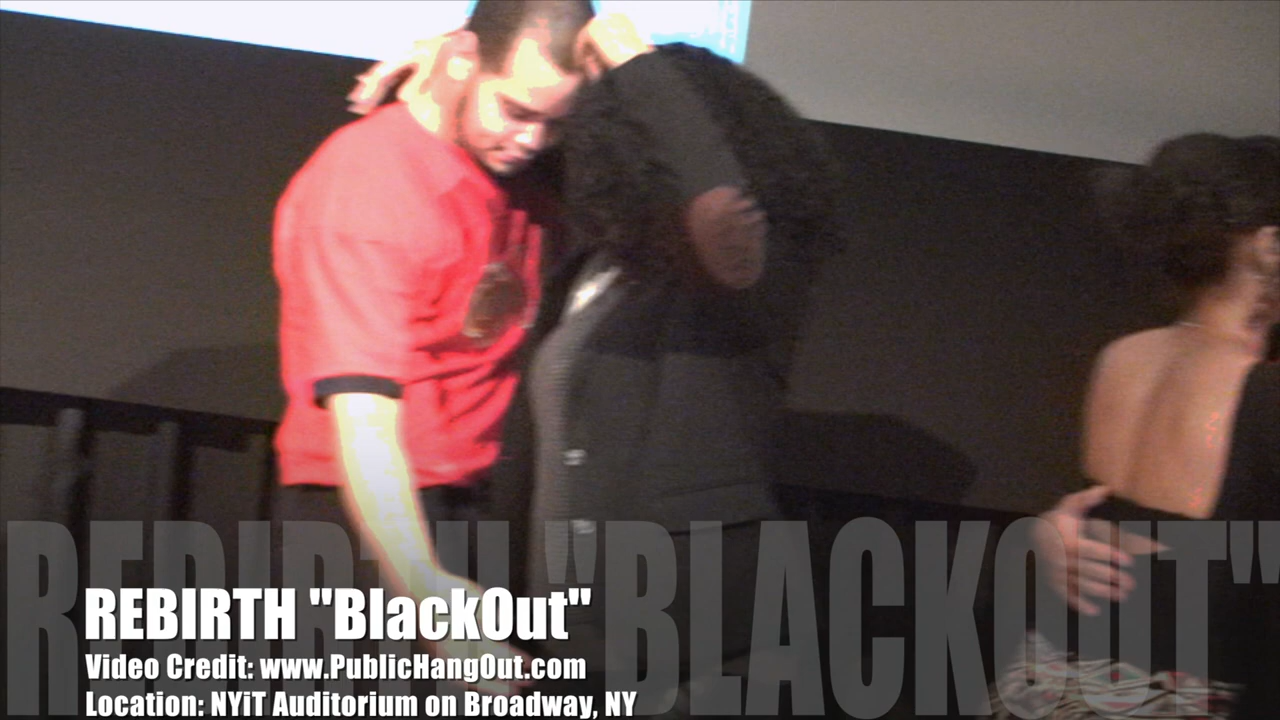 REBIRTH "BLACKOUT"
REBIRTH "BlackOut"
Video Credit: www.PublicHangOut.com
Location: NYiT Auditorium on Broadway, NY